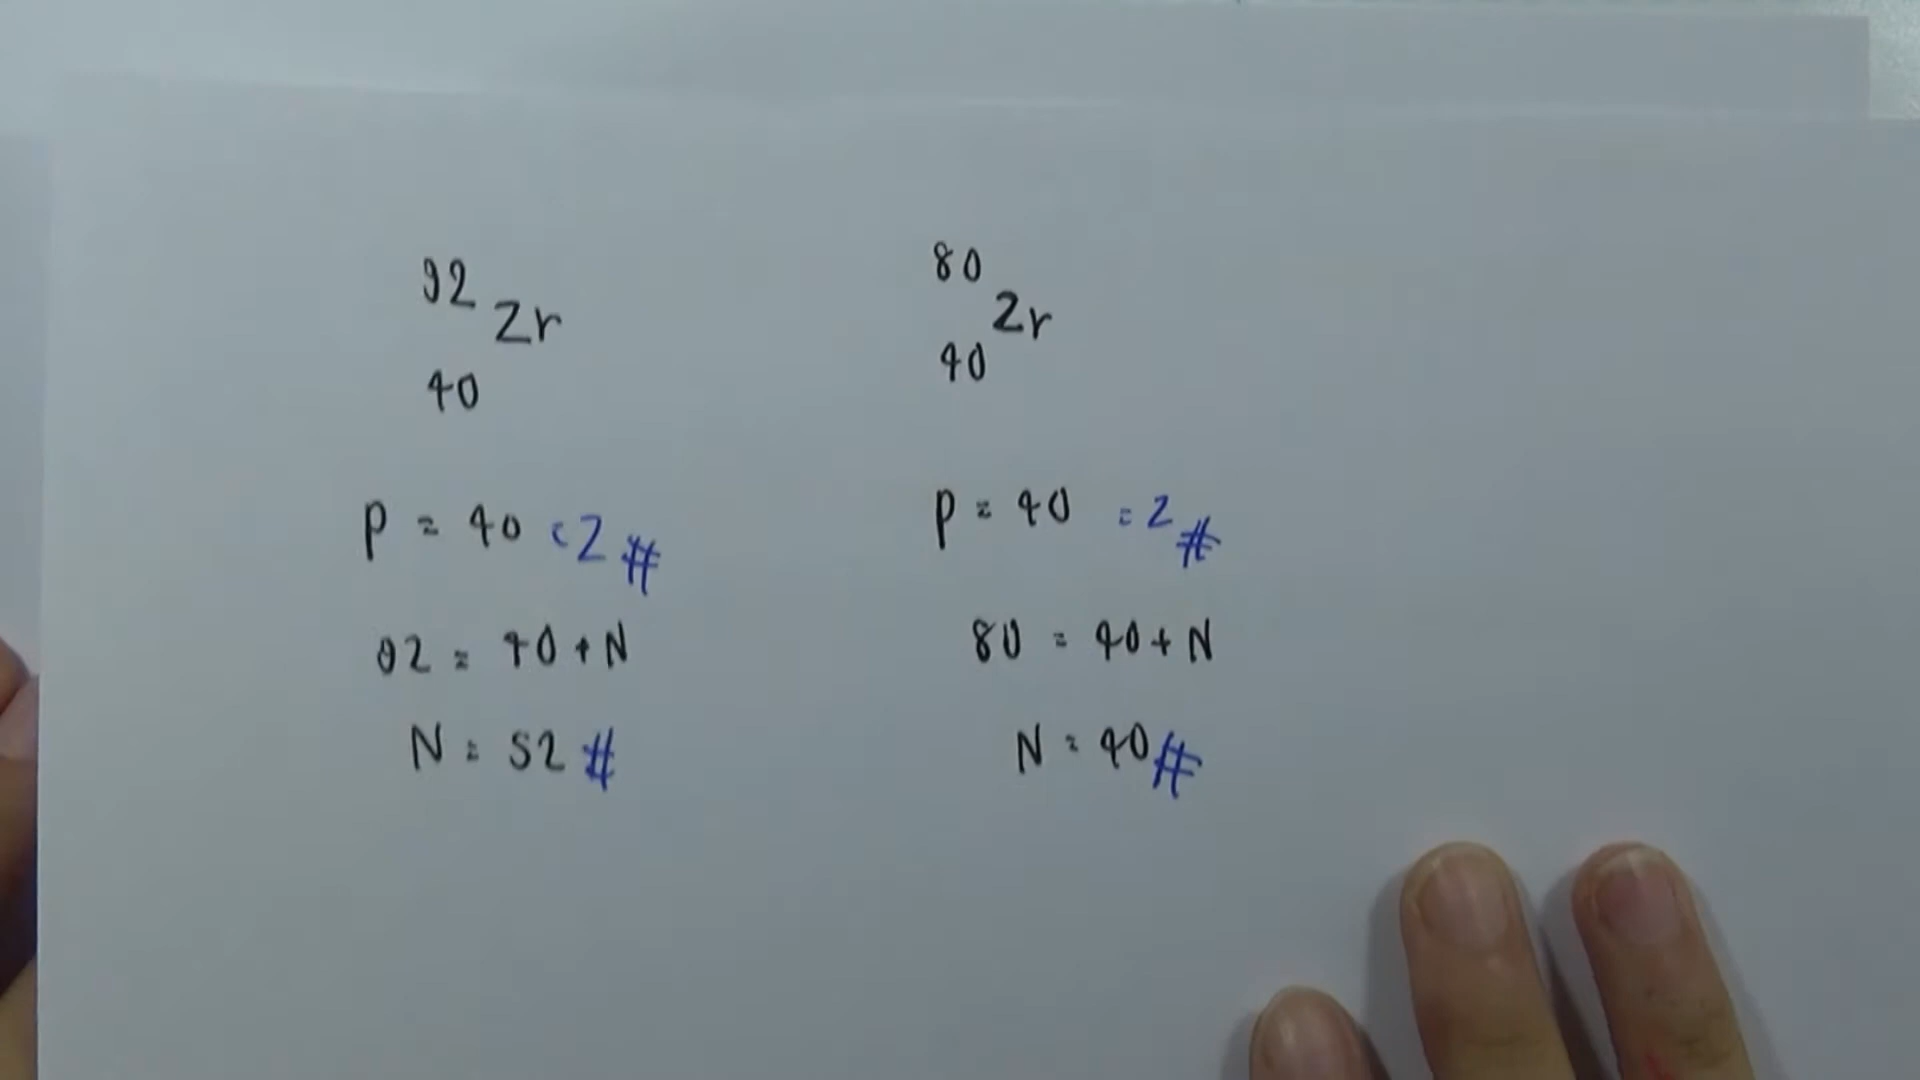 92
Zr
40
P = 40 = Z #
92 = 40 + N
N = 52 #
80
Zr
40
P = 40 = Z #
80 = 40 + N
N = 40 #